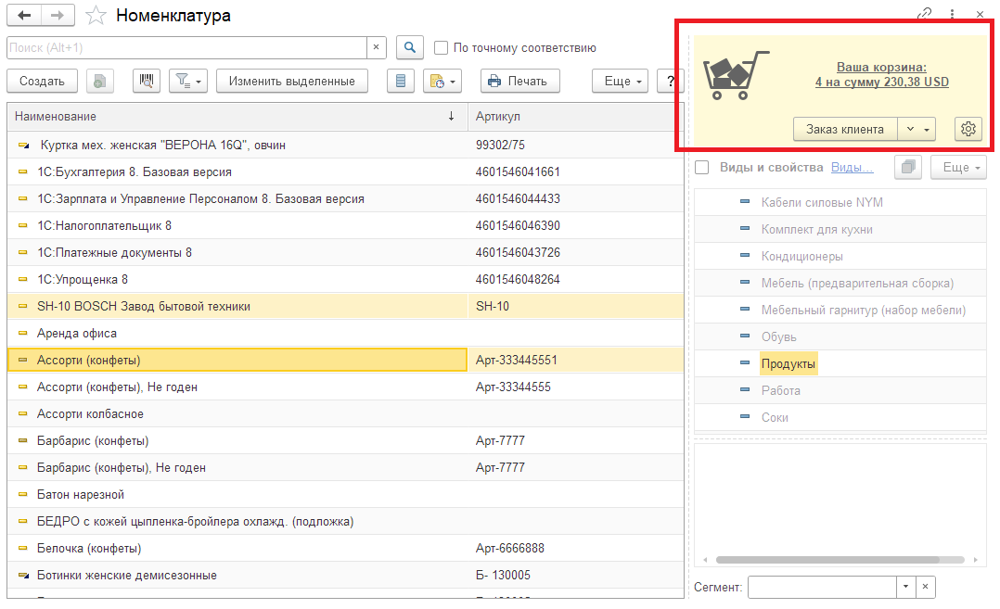 Номенклатура
Поиск (Alt+1)
×
По точному соответствию
Создать
Изменить выделенные
Печать
Еще
?
Наименование ↓ Артикул
Куртка мех. женская "ВЕРОНА 16Q", овчин 99302/75
1С:Бухгалтерия 8. Базовая версия 4601546041661
1С:Зарплата и Управление Персоналом 8. Базовая версия 4601546044433
1С:Налогоплательщик 8 4601546046390
1С:Платежные документы 8 4601546043726
1С:Упрощенка 8 4601546048264
SH-10 BOSCH Завод бытовой техники SH-10
Аренда офиса
Ассорти (конфеты) Арт-333445551
Ассорти (конфеты), Не годен Арт-33344555
Ассорти колбасное
Барбарис (конфеты) Арт-7777
Барбарис (конфеты), Не годен Арт-7777
Батон нарезной
БЕДРО с кожей цыпленка-бройлера охлажд. (подложка)
Белочка (конфеты) Арт-6666888
Ботинки женские демисезонные Б- 130005
Ваша корзина:
4 на сумму 230,38 USD
Заказ клиента
Виды и свойства Виды... Еще
Кабели силовые NYM
Комплект для кухни
Кондиционеры
Мебель (предварительная сборка)
Мебельный гарнитур (набор мебели)
Обувь
Продукты
Работа
Соки
Сегмент: ×